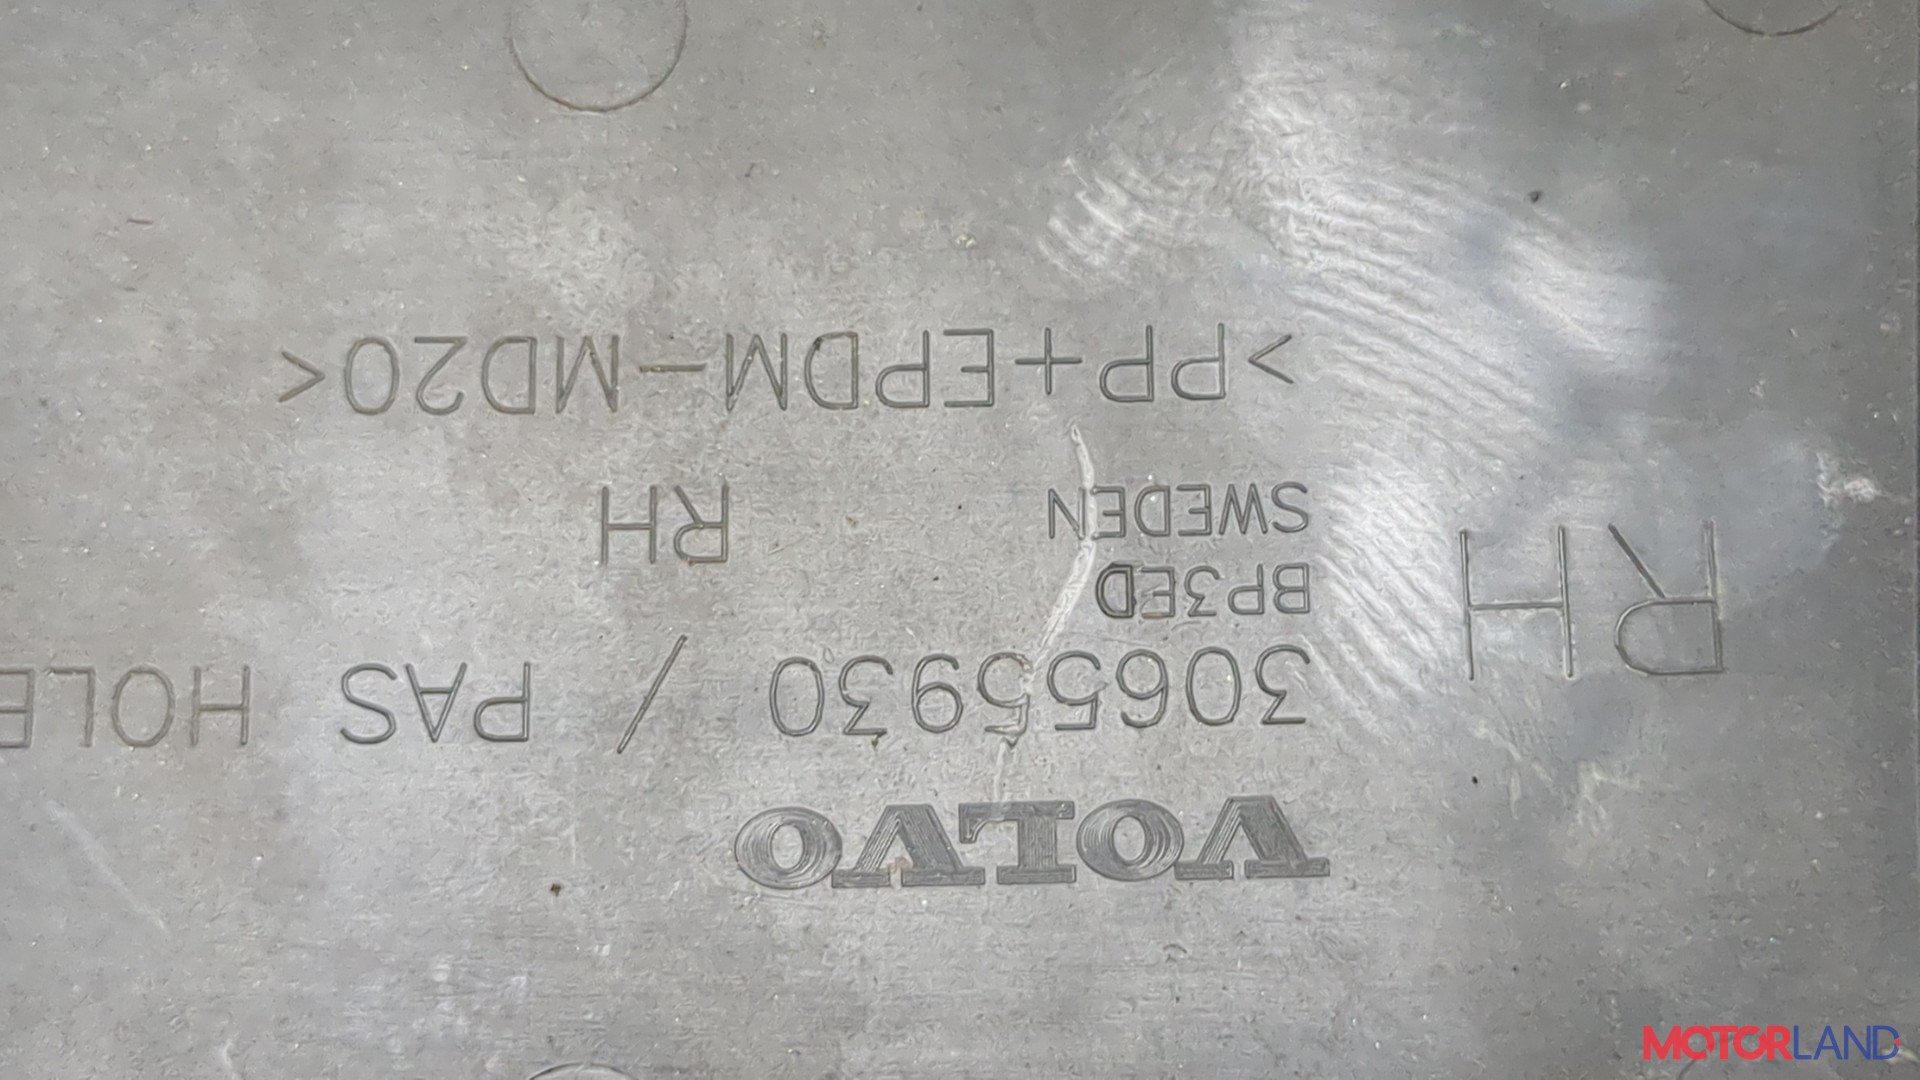 VOLVO
30655930 / PAS HOLE
BP3ED
SWEDEN RH
RH
>PP+EPDM-MD20<
MOTORLAND